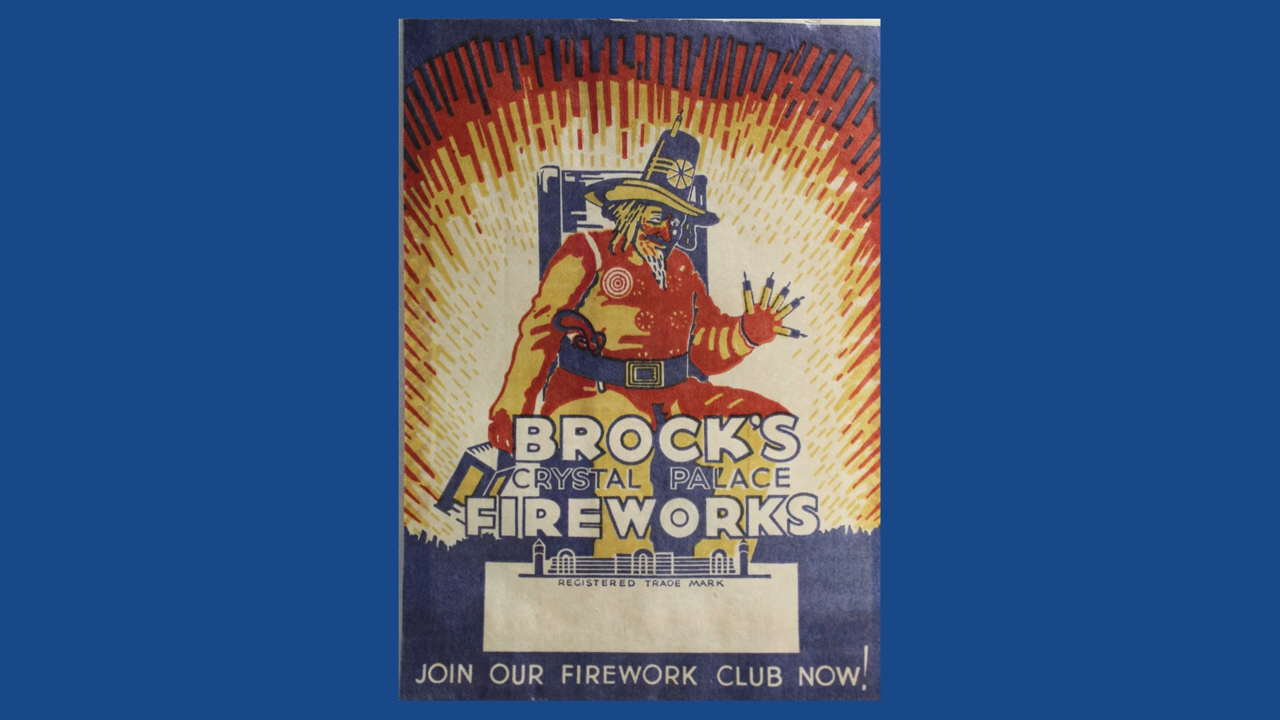 BROCK'S
CRYSTAL PALACE
FIREWORKS
REGISTERED TRADE MARK
JOIN OUR FIREWORK CLUB NOW!